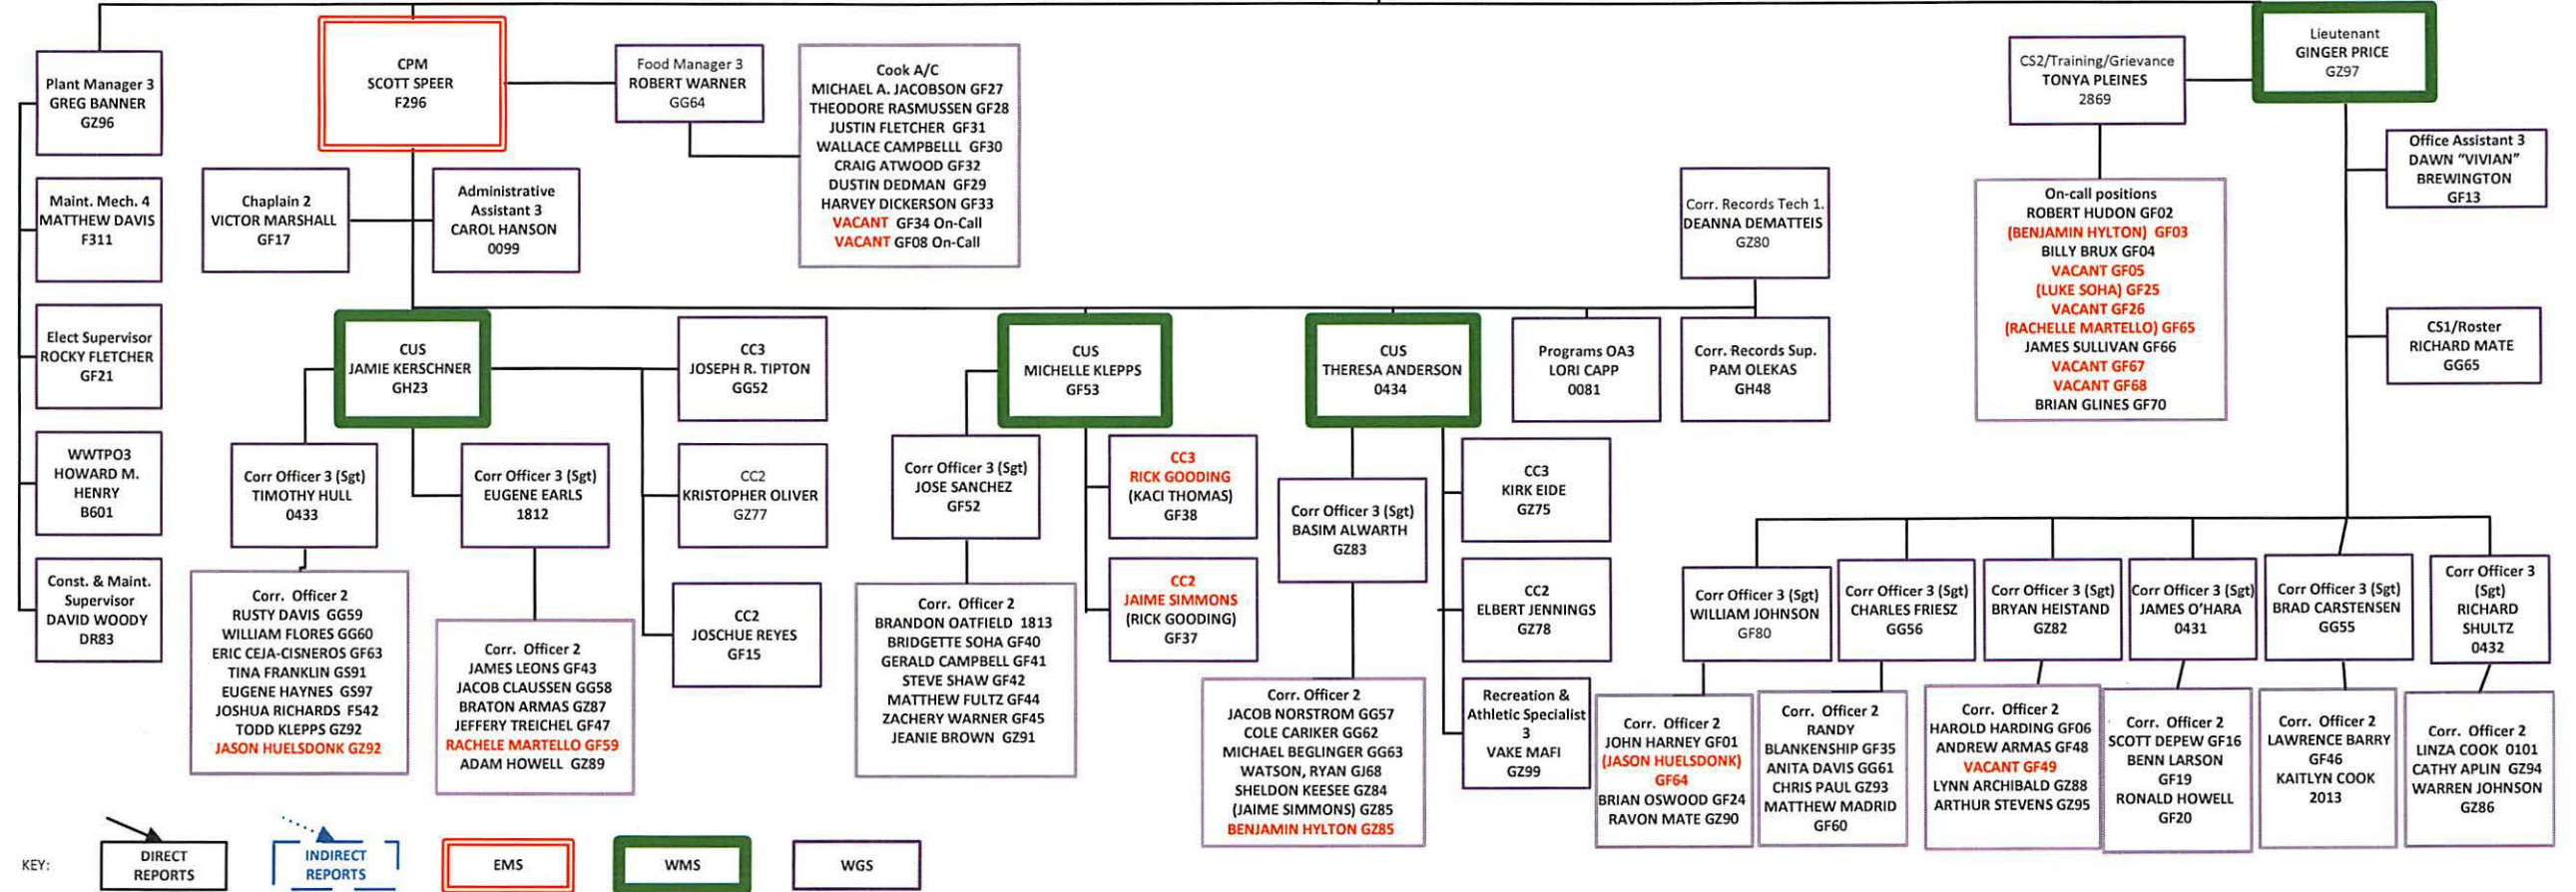 Plant Manager 3
GREG BANNER
GZ96
Maint. Mech. 4
MATTHEW DAVIS
F311
Elect Supervisor
ROCKY FLETCHER
GF21
WWTPO3
HOWARD M.
HENRY
B601
Const. & Maint.
Supervisor
DAVID WOODY
DR83
CPM
SCOTT SPEER
F296
Food Manager 3
ROBERT WARNER
GG64
Cook A/C
MICHAEL A. JACOBSON GF27
THEODORE RASMUSSEN GF28
JUSTIN FLETCHER GF31
WALLACE CAMPBELLL GF30
CRAIG ATWOOD GF32
DUSTIN DEDMAN GF29
HARVEY DICKERSON GF33
VACANT GF34 On-Call
VACANT GF08 On-Call
Chaplain 2
VICTOR MARSHALL
GF17
Administrative
Assistant 3
CAROL HANSON
0099
Corr. Records Tech 1.
DEANNA DEMATTEIS
GZ80
CS2/Training/Grievance
TONYA PLEINES
2869
Lieutenant
GINGER PRICE
GZ97
On-call positions
ROBERT HUDON GF02
(BENJAMIN HYLTON) GF03
BILLY BRUX GF04
VACANT GF05
(LUKE SOHA) GF25
VACANT GF26
(RACHELLE MARTELLO) GF65
JAMES SULLIVAN GF66
VACANT GF67
VACANT GF68
BRIAN GLINES GF70
Office Assistant 3
DAWN "VIVIAN"
BREWINGTON
GF13
CS1/Roster
RICHARD MATE
GG65
CUS
JAMIE KERSCHNER
GH23
CC3
JOSEPH R. TIPTON
GG52
CC2
KRISTOPHER OLIVER
GZ77
CC2
JOSCHUE REYES
GF15
Corr Officer 3 (Sgt)
TIMOTHY HULL
0433
Corr Officer 3 (Sgt)
EUGENE EARLS
1812
Corr. Officer 2
RUSTY DAVIS GG59
WILLIAM FLORES GG60
ERIC CEJA-CISNEROS GF63
TINA FRANKLIN GS91
EUGENE HAYNES GS97
JOSHUA RICHARDS F542
TODD KLEPPS GZ92
JASON HUELSDONK GZ92
Corr. Officer 2
JAMES LEONS GF43
JACOB CLAUSSEN GG58
BRATON ARMAS GZ87
JEFFERY TREICHEL GF47
RACHELE MARTELLO GF59
ADAM HOWELL GZ89
CUS
MICHELLE KLEPPS
GF53
Corr Officer 3 (Sgt)
JOSE SANCHEZ
GF52
CC3
RICK GOODING
(KACI THOMAS)
GF38
CC2
JAIME SIMMONS
(RICK GOODING)
GF37
Corr. Officer 2
BRANDON OATFIELD 1813
BRIDGETTE SOHA GF40
GERALD CAMPBELL GF41
STEVE SHAW GF42
MATTHEW FULTZ GF44
ZACHERY WARNER GF45
JEANIE BROWN GZ91
CUS
THERESA ANDERSON
0434
Corr Officer 3 (Sgt)
BASIM ALWARTH
GZ83
CC3
KIRK EIDE
GZ75
CC2
ELBERT JENNINGS
GZ78
Recreation &
Athletic Specialist
3
VAKE MAFI
GZ99
Corr. Officer 2
JACOB NORSTROM GG57
COLE CARIKER GG62
MICHAEL BEGLINGER GG63
WATSON, RYAN GJ68
SHELDON KEESEE GZ84
(JAIME SIMMONS) GZ85
BENJAMIN HYLTON GZ85
Programs OA3
LORI CAPP
0081
Corr. Records Sup.
PAM OLEKAS
GH48
Corr Officer 3 (Sgt)
WILLIAM JOHNSON
GF80
Corr Officer 3 (Sgt)
CHARLES FRIESZ
GG56
Corr Officer 3 (Sgt)
BRYAN HEISTAND
GZ82
Corr Officer 3 (Sgt)
JAMES O'HARA
0431
Corr Officer 3 (Sgt)
BRAD CARSTENSEN
GG55
Corr Officer 3
(Sgt)
RICHARD
SHULTZ
0432
Corr. Officer 2
JOHN HARNEY GF01
(JASON HUELSDONK)
GF64
BRIAN OSWOOD GF24
RAVON MATE GZ90
Corr. Officer 2
RANDY
BLANKENSHIP GF35
ANITA DAVIS GG61
CHRIS PAUL GZ93
MATTHEW MADRID
GF60
Corr. Officer 2
HAROLD HARDING GF06
ANDREW ARMAS GF48
VACANT GF49
LYNN ARCHIBALD GZ88
ARTHUR STEVENS GZ95
Corr. Officer 2
SCOTT DEPEW GF16
BENN LARSON
GF19
RONALD HOWELL
GF20
Corr. Officer 2
LAWRENCE BARRY
GF46
KAITLYN COOK
2013
Corr. Officer 2
LINZA COOK 0101
CATHY APLIN GZ94
WARREN JOHNSON
GZ86
KEY:
DIRECT
REPORTS
INDIRECT
REPORTS
EMS
WMS
WGS